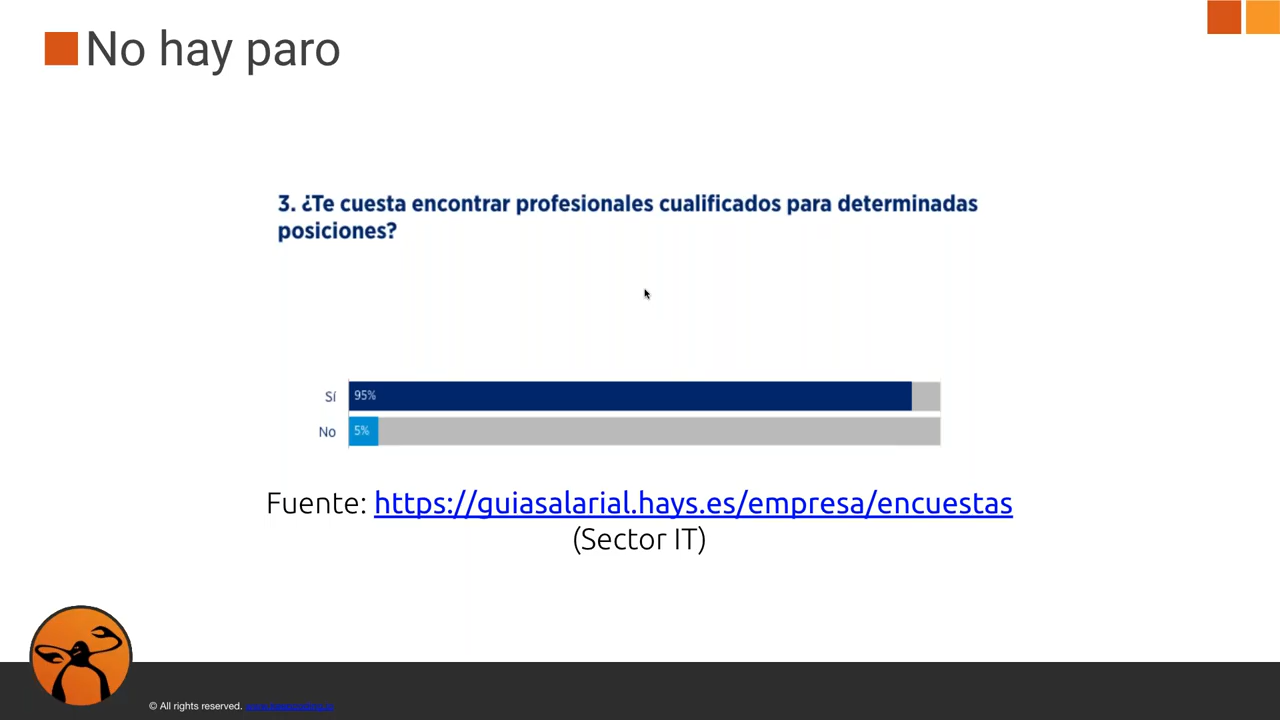 No hay paro
3. ¿Te cuesta encontrar profesionales cualificados para determinadas
posiciones?
Sí 95%
No 5%
Fuente: https://guiasalarial.hays.es/empresa/encuestas
(Sector IT)
© All rights reserved.